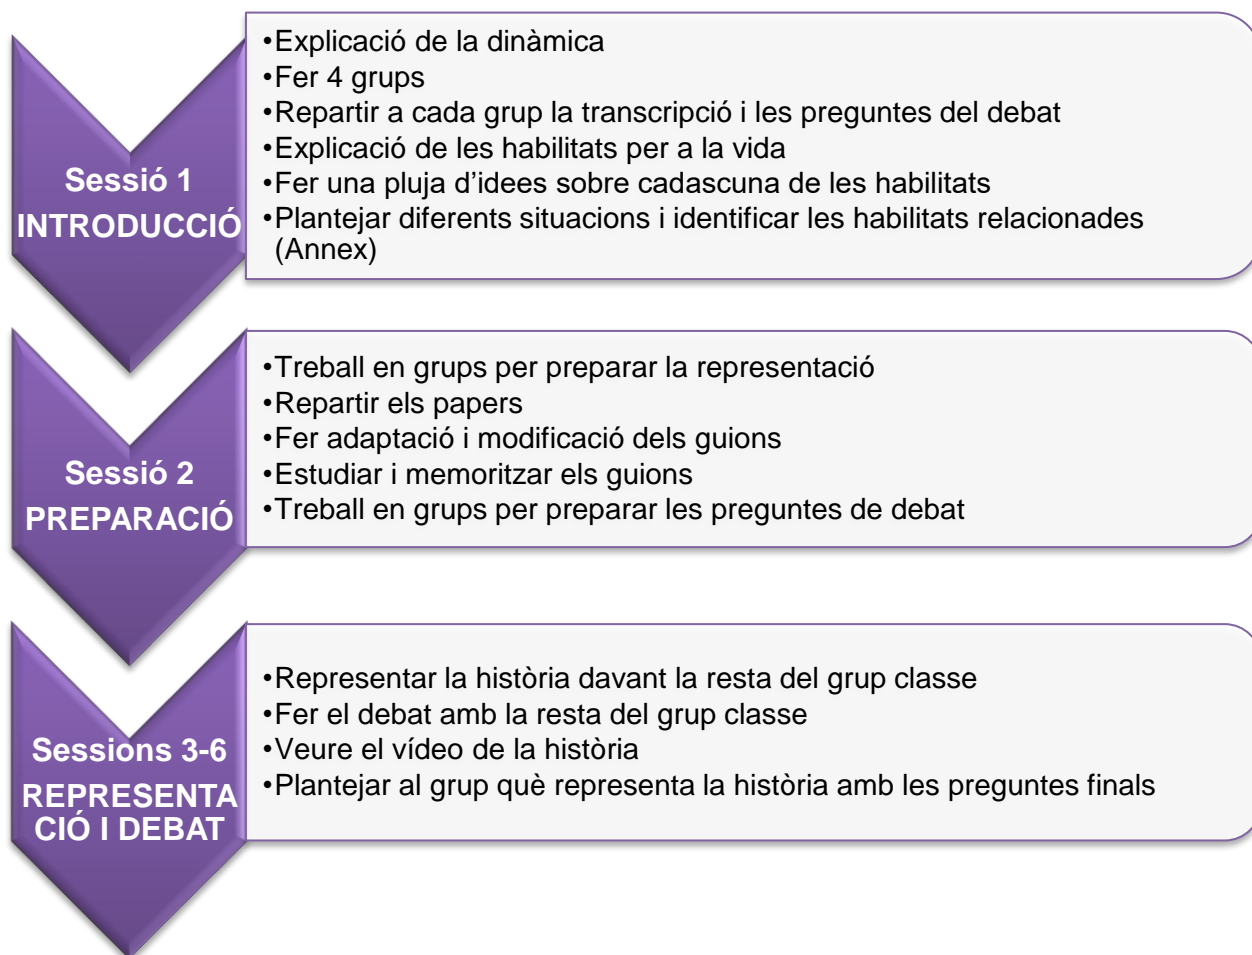 Sessió 1
INTRODUCCIÓ
•Explicació de la dinàmica
•Fer 4 grups
•Repartir a cada grup la transcripció i les preguntes del debat
•Explicació de les habilitats per a la vida
•Fer una pluja d’idees sobre cadascuna de les habilitats
•Plantejar diferents situacions i identificar les habilitats relacionades
(Annex)
Sessió 2
PREPARACIÓ
•Treball en grups per preparar la representació
•Repartir els papers
•Fer adaptació i modificació dels guions
•Estudiar i memoritzar els guions
•Treball en grups per preparar les preguntes de debat
Sessions 3-6
REPRESENTA
CIÓ I DEBAT
•Representar la història davant la resta del grup classe
•Fer el debat amb la resta del grup classe
•Veure el vídeo de la història
•Plantejar al grup què representa la història amb les preguntes finals